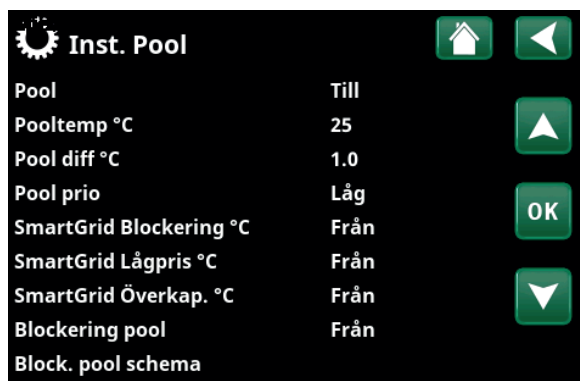 Inst. Pool
Pool Till
Pooltemp °C 25
Pool diff °C 1.0
Pool prio Låg
SmartGrid Blockering °C Från
SmartGrid Lågpris °C Från
SmartGrid Överkap. °C Från
Blockering pool Från
Block. pool schema
OK